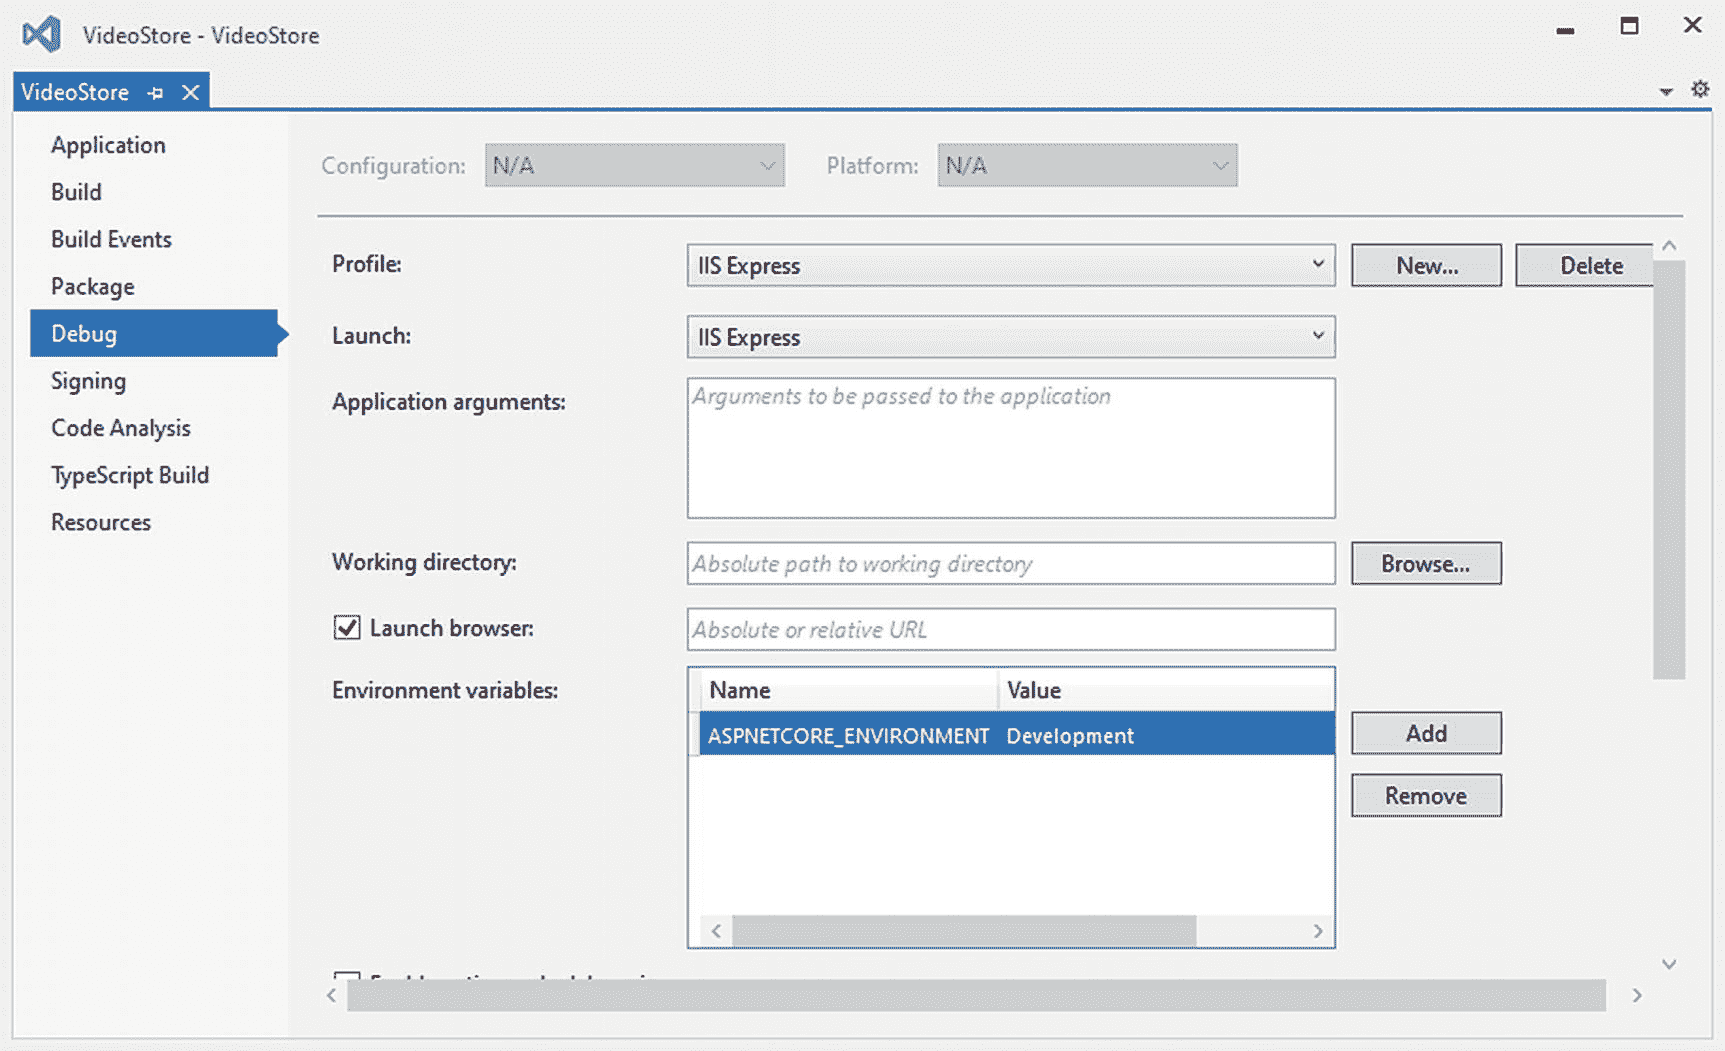 VideoStore - VideoStore
VideoStore
Application
Build
Build Events
Package
Debug
Signing
Code Analysis
TypeScript Build
Resources
Configuration: N/A Platform: N/A
Profile: IIS Express New... Delete
Launch: IIS Express
Application arguments: Arguments to be passed to the application
Working directory: Absolute path to working directory Browse...
Launch browser: Absolute or relative URL
Environment variables: Name Value
ASPNETCORE_ENVIRONMENT Development Add
Remove